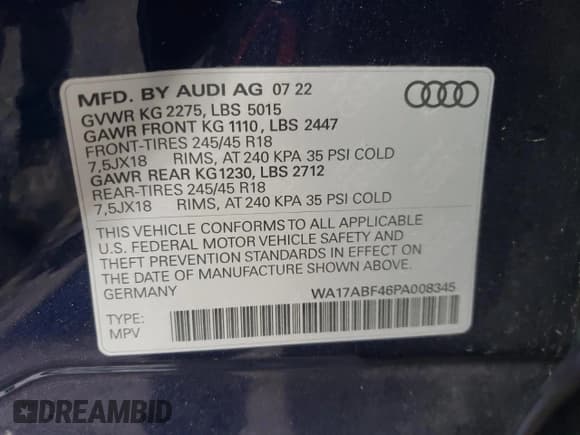 MFD. BY AUDI AG 07 22
GVWR KG 2275, LBS 5015
GAWR FRONT KG 1110, LBS 2447
FRONT-TIRES 245/45 R18
7,5JX18 RIMS, AT 240 KPA 35 PSI COLD
GAWR REAR KG1230, LBS 2712
REAR-TIRES 245/45 R18
7,5JX18 RIMS, AT 240 KPA 35 PSI COLD
THIS VEHICLE CONFORMS TO ALL APPLICABLE
U.S. FEDERAL MOTOR VEHICLE SAFETY AND
THEFT PREVENTION STANDARDS IN EFFECT ON
THE DATE OF MANUFACTURE SHOWN ABOVE.
GERMANY WA17ABF46PA008345
TYPE:
MPV
DREAMBID